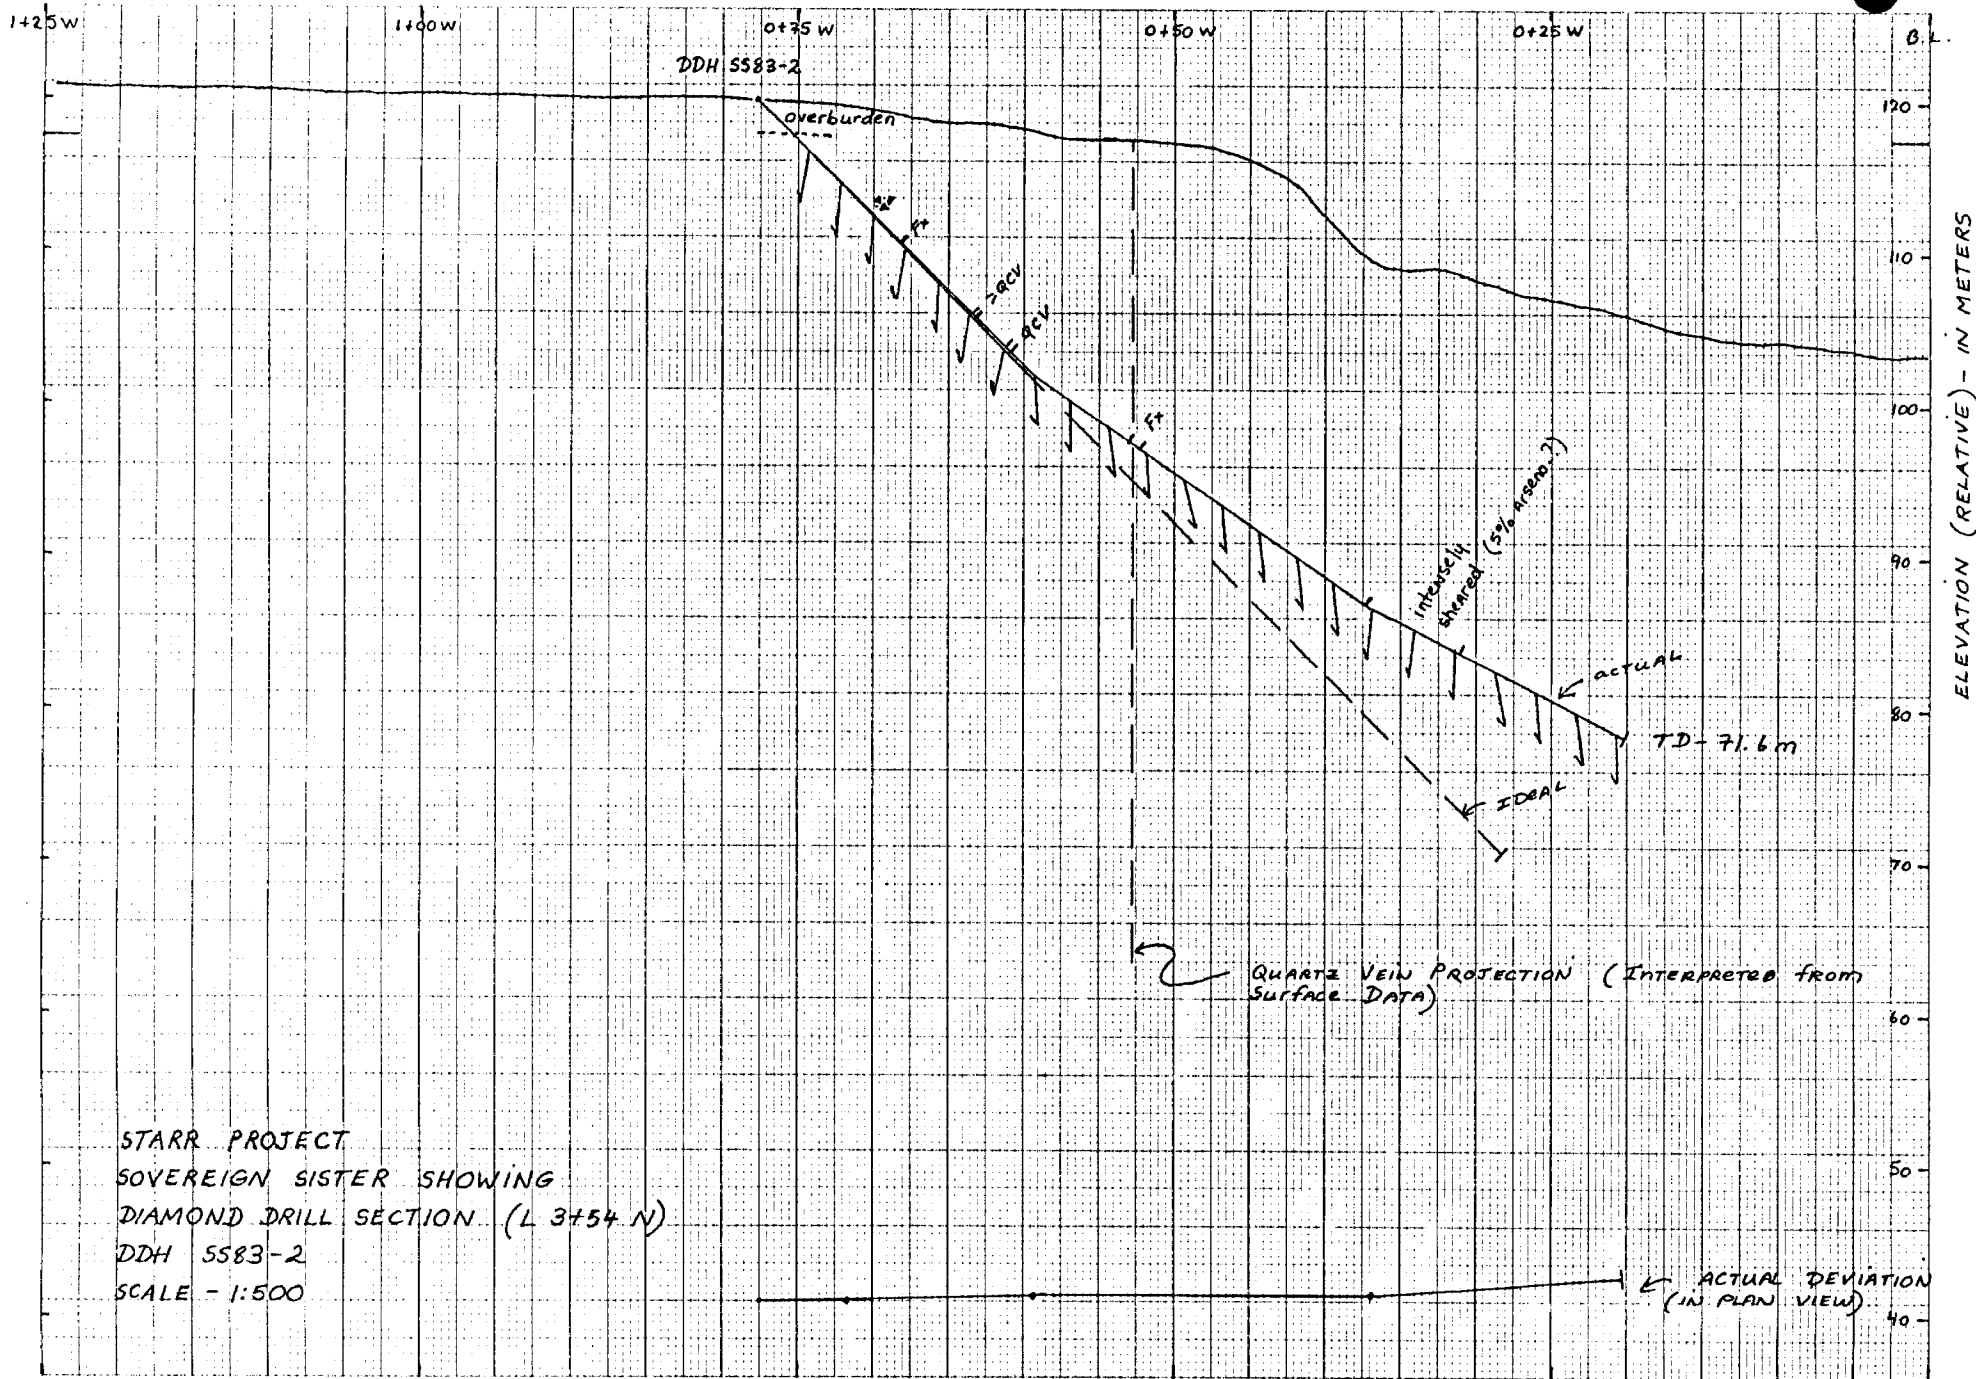 1+25W
1+00W
0+75 W
0+50 W
0+25 W
B.L.
DDH SS83-2
overburden
Ft
>QCV
QCV
Ft
intensely
sheared (5% arseno.?)
actual
TD - 71.6 m
IDEAL
QUARTZ VEIN PROJECTION (INTERPRETED from
Surface DATA)
120
110
100
90
80
70
60
50
40
ELEVATION (RELATIVE) - IN METERS
STARR PROJECT
SOVEREIGN SISTER SHOWING
DIAMOND DRILL SECTION (L 3+54 N)
DDH SS83-2
SCALE - 1:500
ACTUAL DEVIATION
(IN PLAN VIEW)